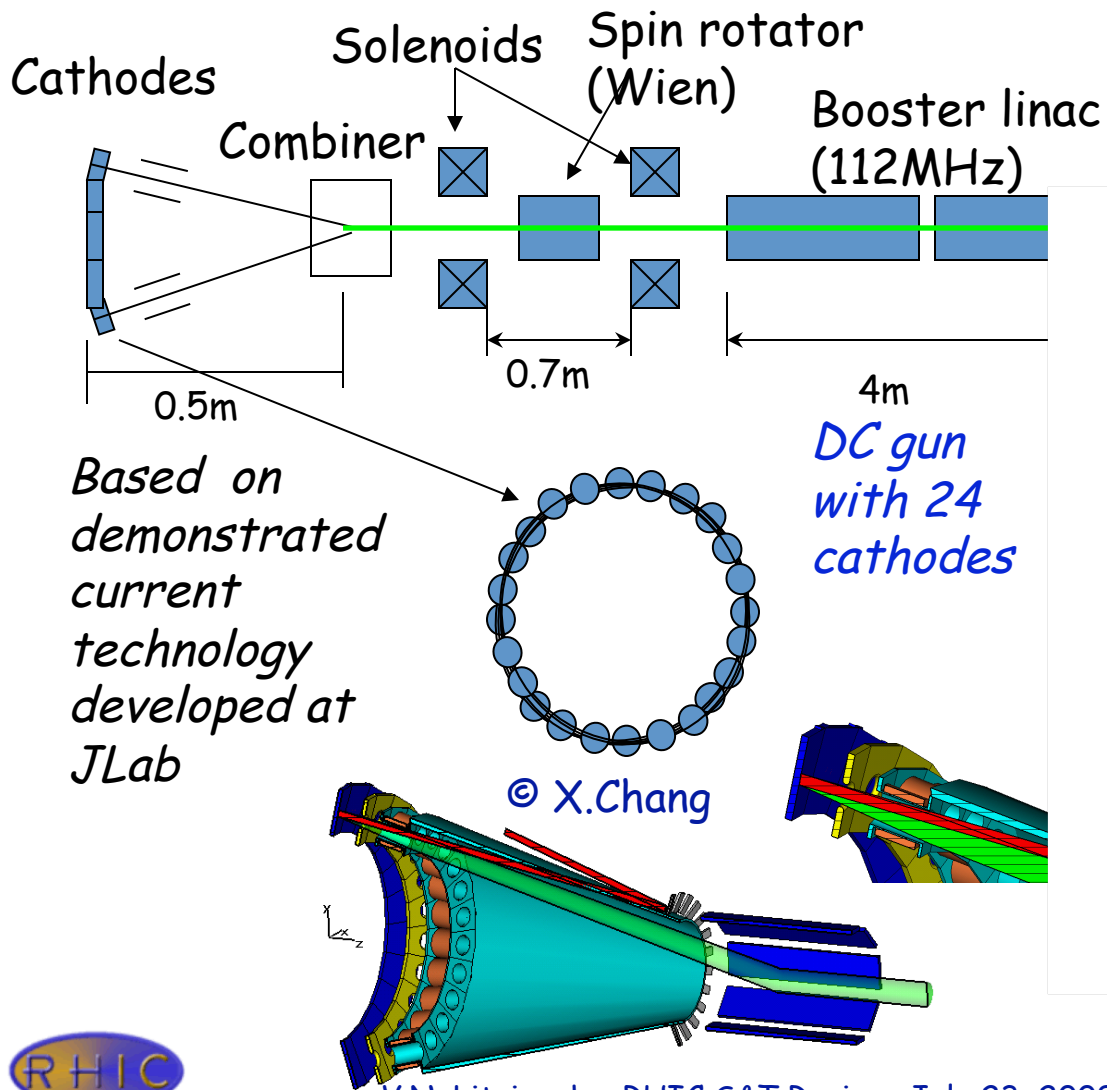 Cathodes
Solenoids
Spin rotator
(Wien)
Combiner
Booster linac
(112MHz)
0.5m
0.7m
4m
Based on
demonstrated
current
technology
developed at
JLab
DC gun
with 24
cathodes
© X.Chang
Y
x
z
RHIC